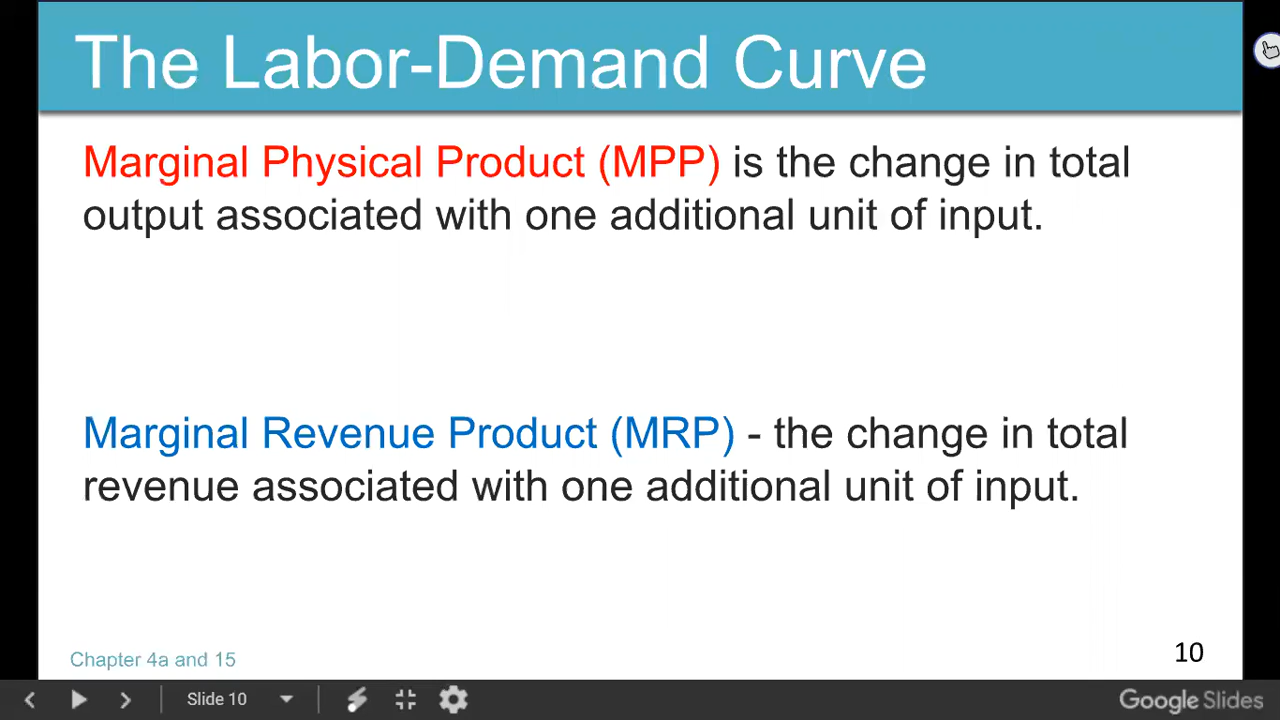 The Labor-Demand Curve
Marginal Physical Product (MPP) is the change in total
output associated with one additional unit of input.
Marginal Revenue Product (MRP) - the change in total
revenue associated with one additional unit of input.
Chapter 4a and 15
10
Slide 10
Google Slides